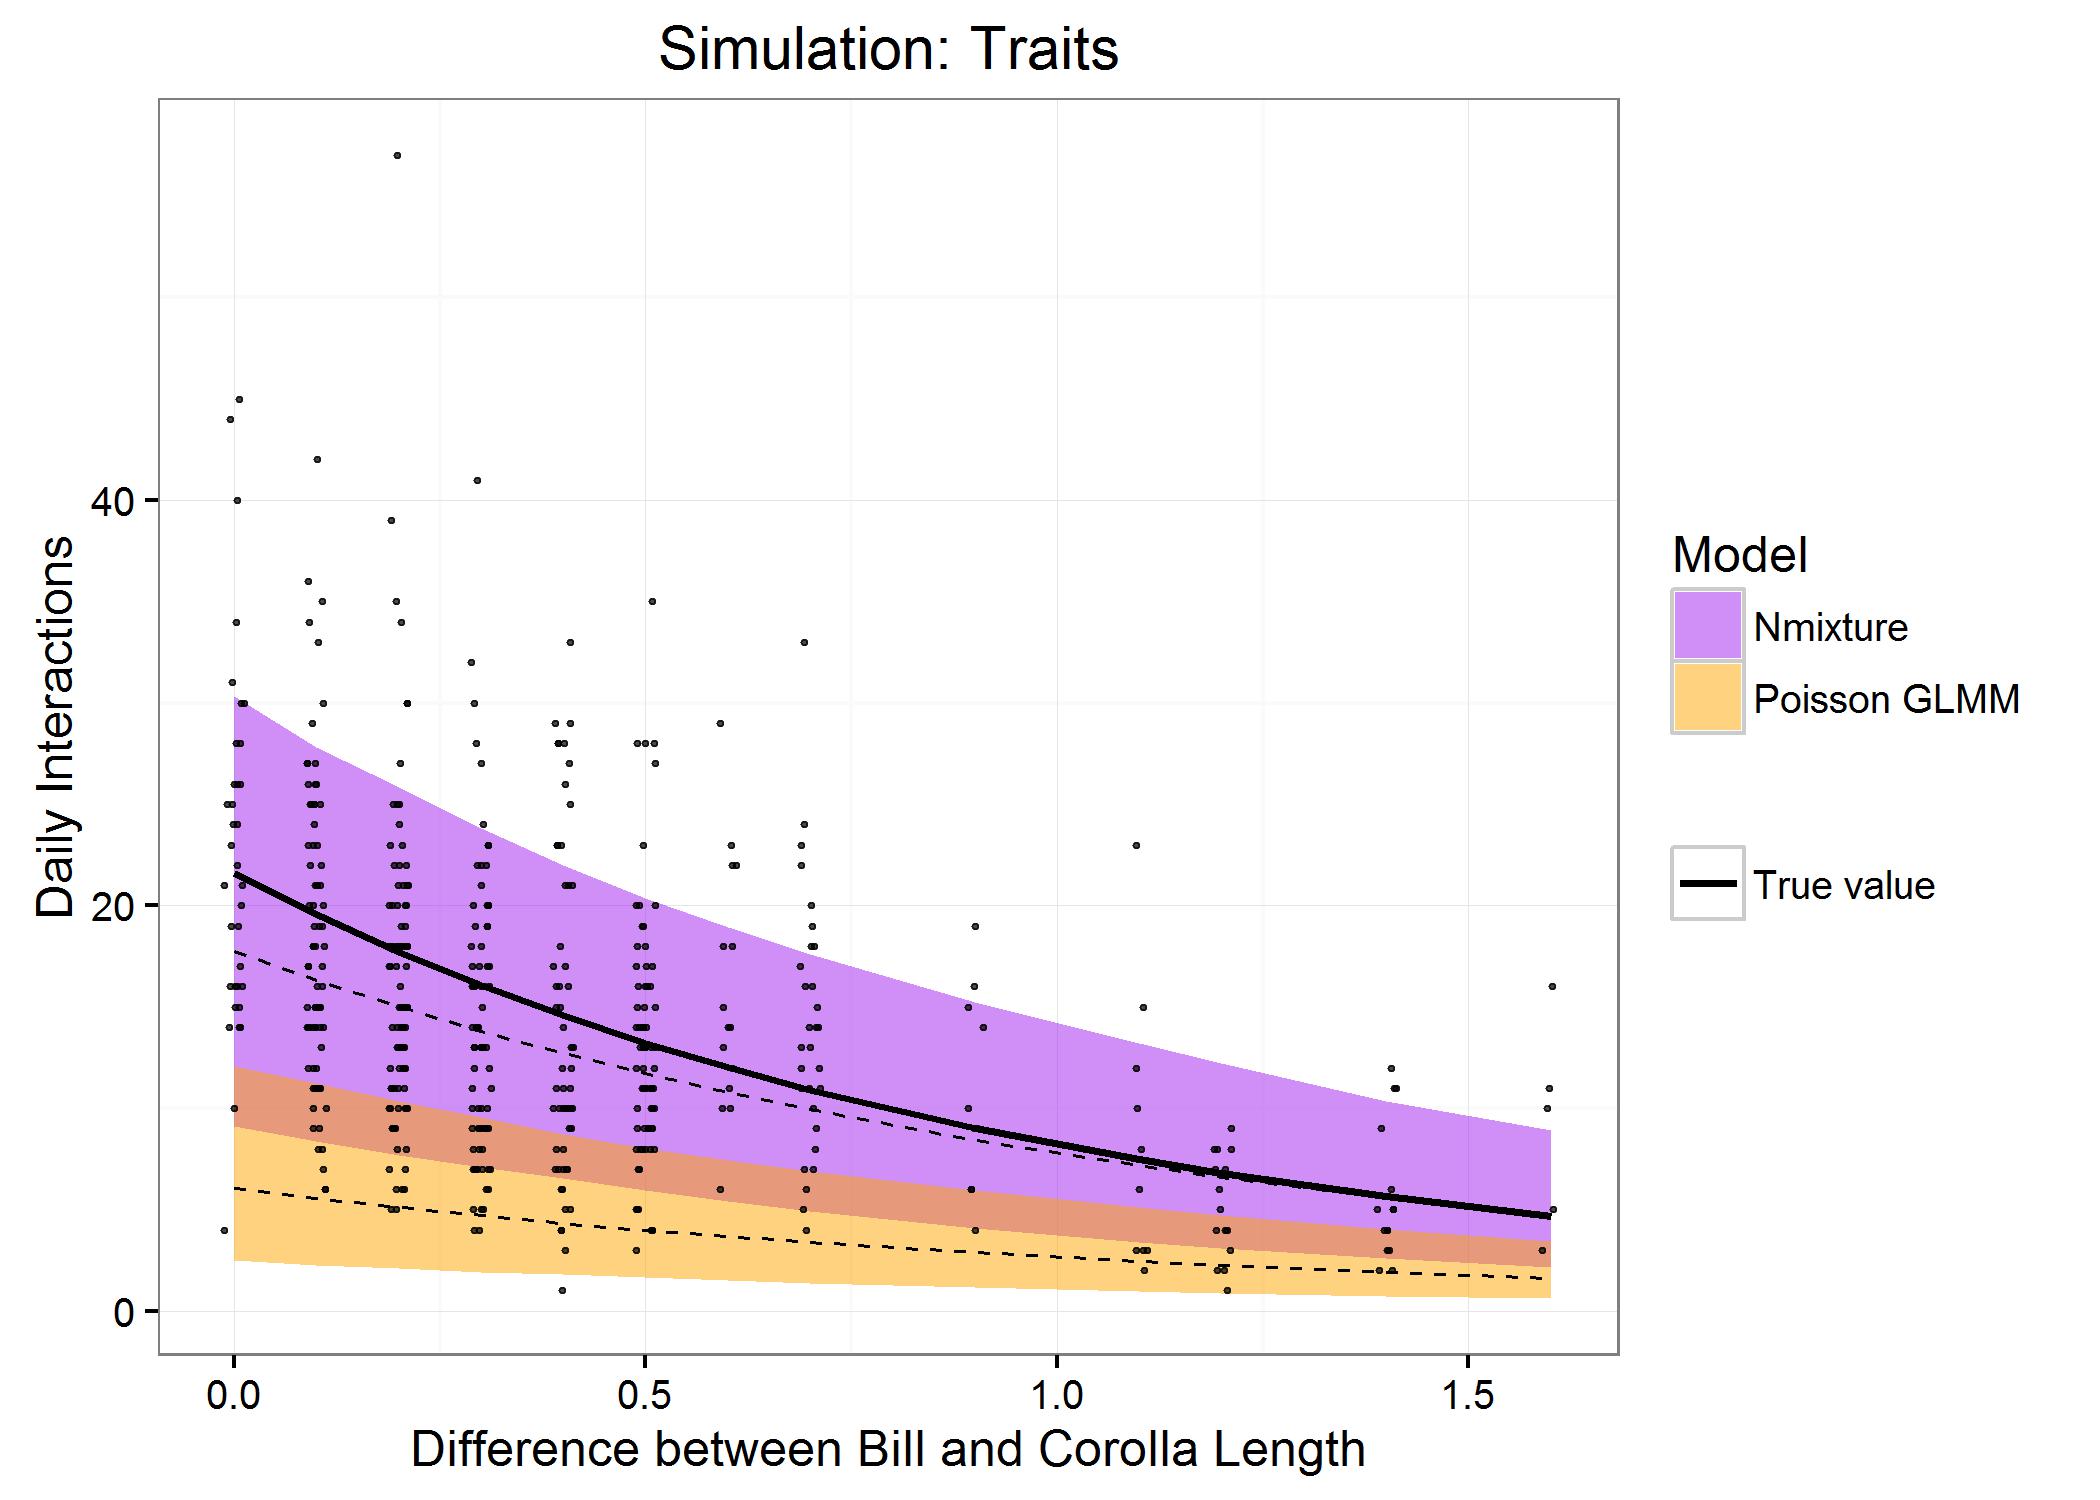 Simulation: Traits
Daily Interactions
40
20
0
0.0 0.5 1.0 1.5
Difference between Bill and Corolla Length
Model
Nmixture
Poisson GLMM
True value